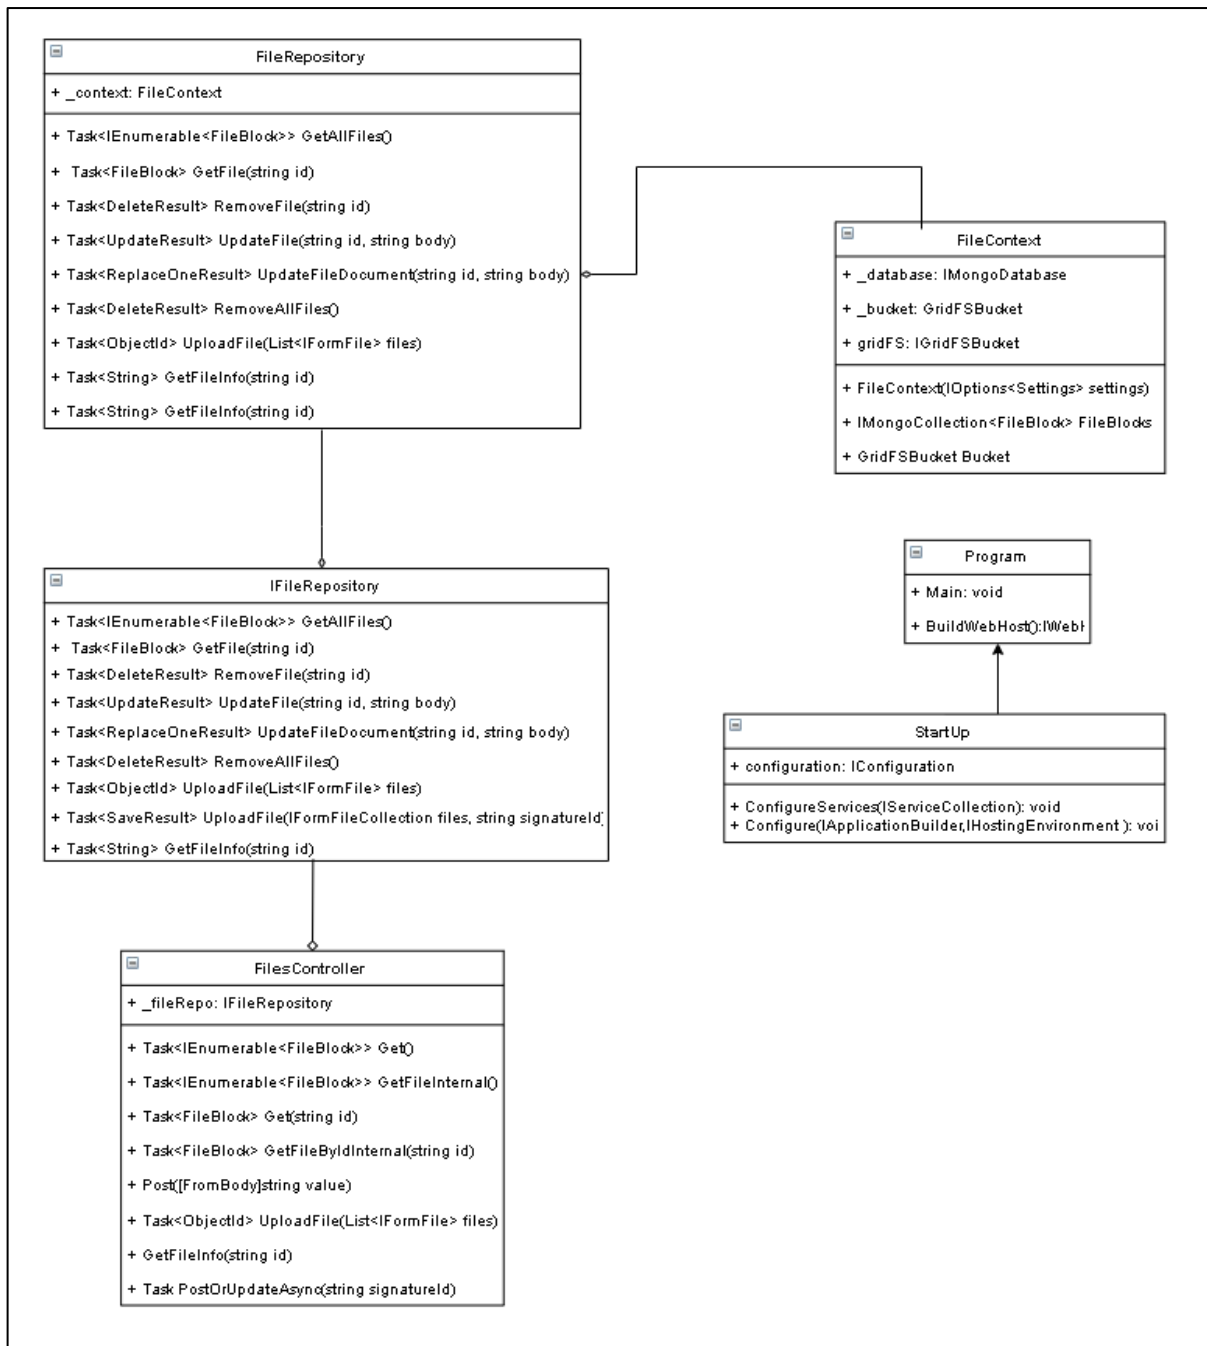 FileRepository
+ _context: FileContext
+ Task<IEnumerable<FileBlock>> GetAllFiles()
+ Task<FileBlock> GetFile(string id)
+ Task<DeleteResult> RemoveFile(string id)
+ Task<UpdateResult> UpdateFile(string id, string body)
+ Task<ReplaceOneResult> UpdateFileDocument(string id, string body)
+ Task<DeleteResult> RemoveAllFiles()
+ Task<ObjectId> UploadFile(List<IFormFile> files)
+ Task<String> GetFileInfo(string id)
+ Task<String> GetFileInfo(string id)
FileContext
+ _database: IMongoDatabase
+ _bucket: GridFSBucket
+ gridFS: IGridFSBucket
+ FileContext(IOptions<Settings> settings)
+ IMongoCollection<FileBlock> FileBlocks
+ GridFSBucket Bucket
Program
+ Main: void
+ BuildWebHost():IWebH
IFileRepository
+ Task<IEnumerable<FileBlock>> GetAllFiles()
+ Task<FileBlock> GetFile(string id)
+ Task<DeleteResult> RemoveFile(string id)
+ Task<UpdateResult> UpdateFile(string id, string body)
+ Task<ReplaceOneResult> UpdateFileDocument(string id, string body)
+ Task<DeleteResult> RemoveAllFiles()
+ Task<ObjectId> UploadFile(List<IFormFile> files)
+ Task<SaveResult> UploadFile(IFormFileCollection files, string signatureId)
+ Task<String> GetFileInfo(string id)
StartUp
+ configuration: IConfiguration
+ ConfigureServices(IServiceCollection): void
+ Configure(IApplicationBuilder,IHostingEnvironment ): voi
FilesController
+ _fileRepo: IFileRepository
+ Task<IEnumerable<FileBlock>> Get()
+ Task<IEnumerable<FileBlock>> GetFileInternal()
+ Task<FileBlock> Get(string id)
+ Task<FileBlock> GetFileByIdInternal(string id)
+ Post([FromBody]string value)
+ Task<ObjectId> UploadFile(List<IFormFile> files)
+ GetFileInfo(string id)
+ Task PostOrUpdateAsync(string signatureId)